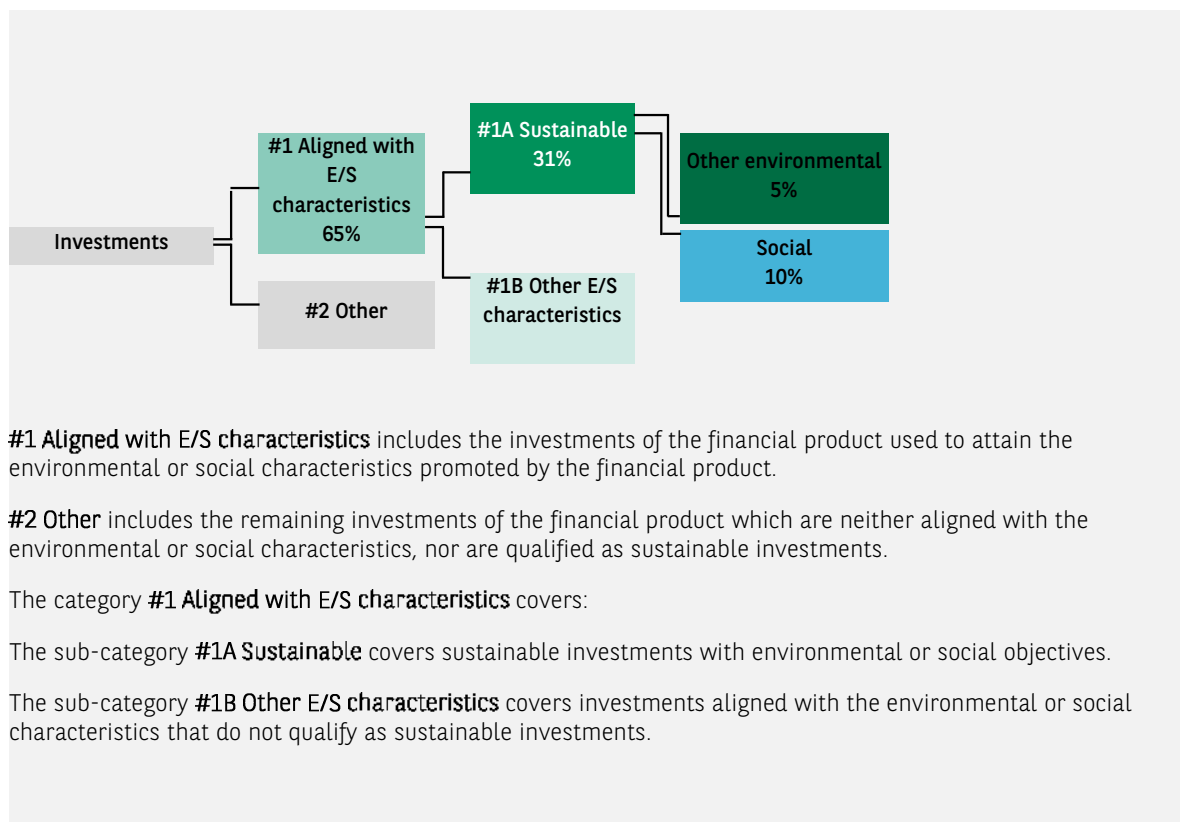 #1A Sustainable
31%
#1 Aligned with
E/S
characteristics
65%
Other environmental
5%
Investments
Social
10%
#2 Other
#1B Other E/S
characteristics
#1 Aligned with E/S characteristics includes the investments of the financial product used to attain the
environmental or social characteristics promoted by the financial product.
#2 Other includes the remaining investments of the financial product which are neither aligned with the
environmental or social characteristics, nor are qualified as sustainable investments.
The category #1 Aligned with E/S characteristics covers:
The sub-category #1A Sustainable covers sustainable investments with environmental or social objectives.
The sub-category #1B Other E/S characteristics covers investments aligned with the environmental or social
characteristics that do not qualify as sustainable investments.